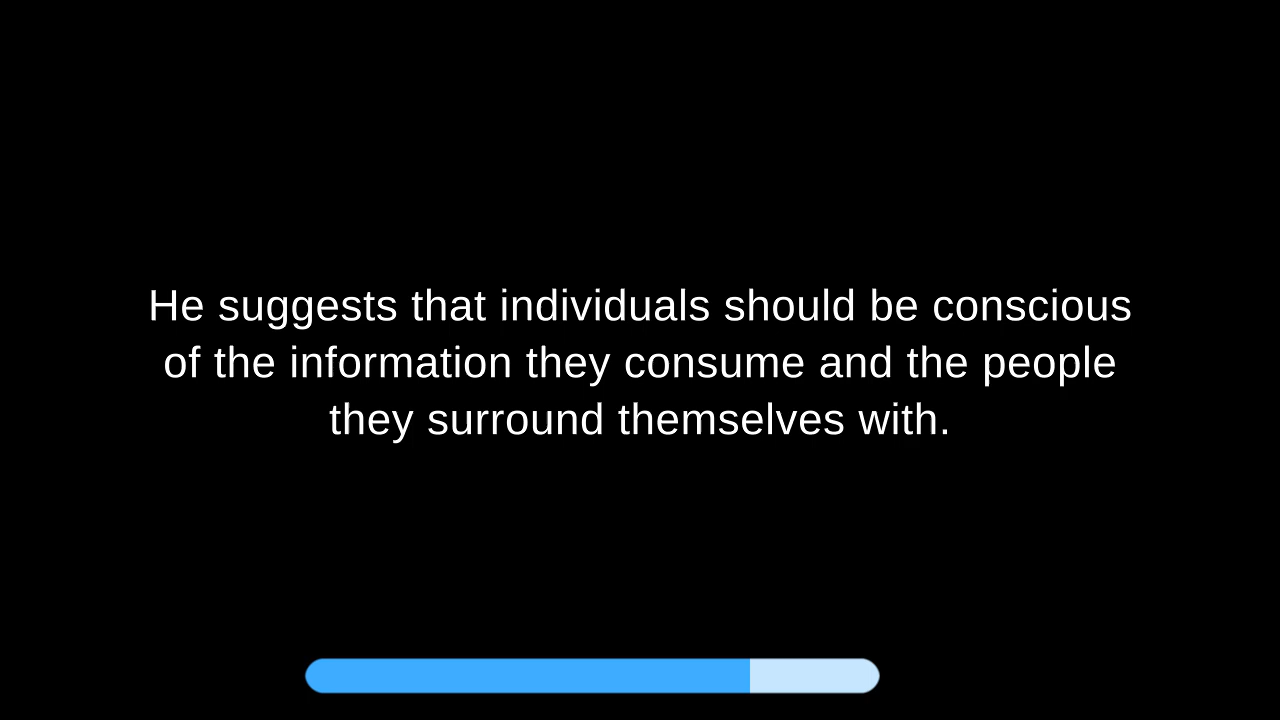 He suggests that individuals should be conscious
of the information they consume and the people
they surround themselves with.